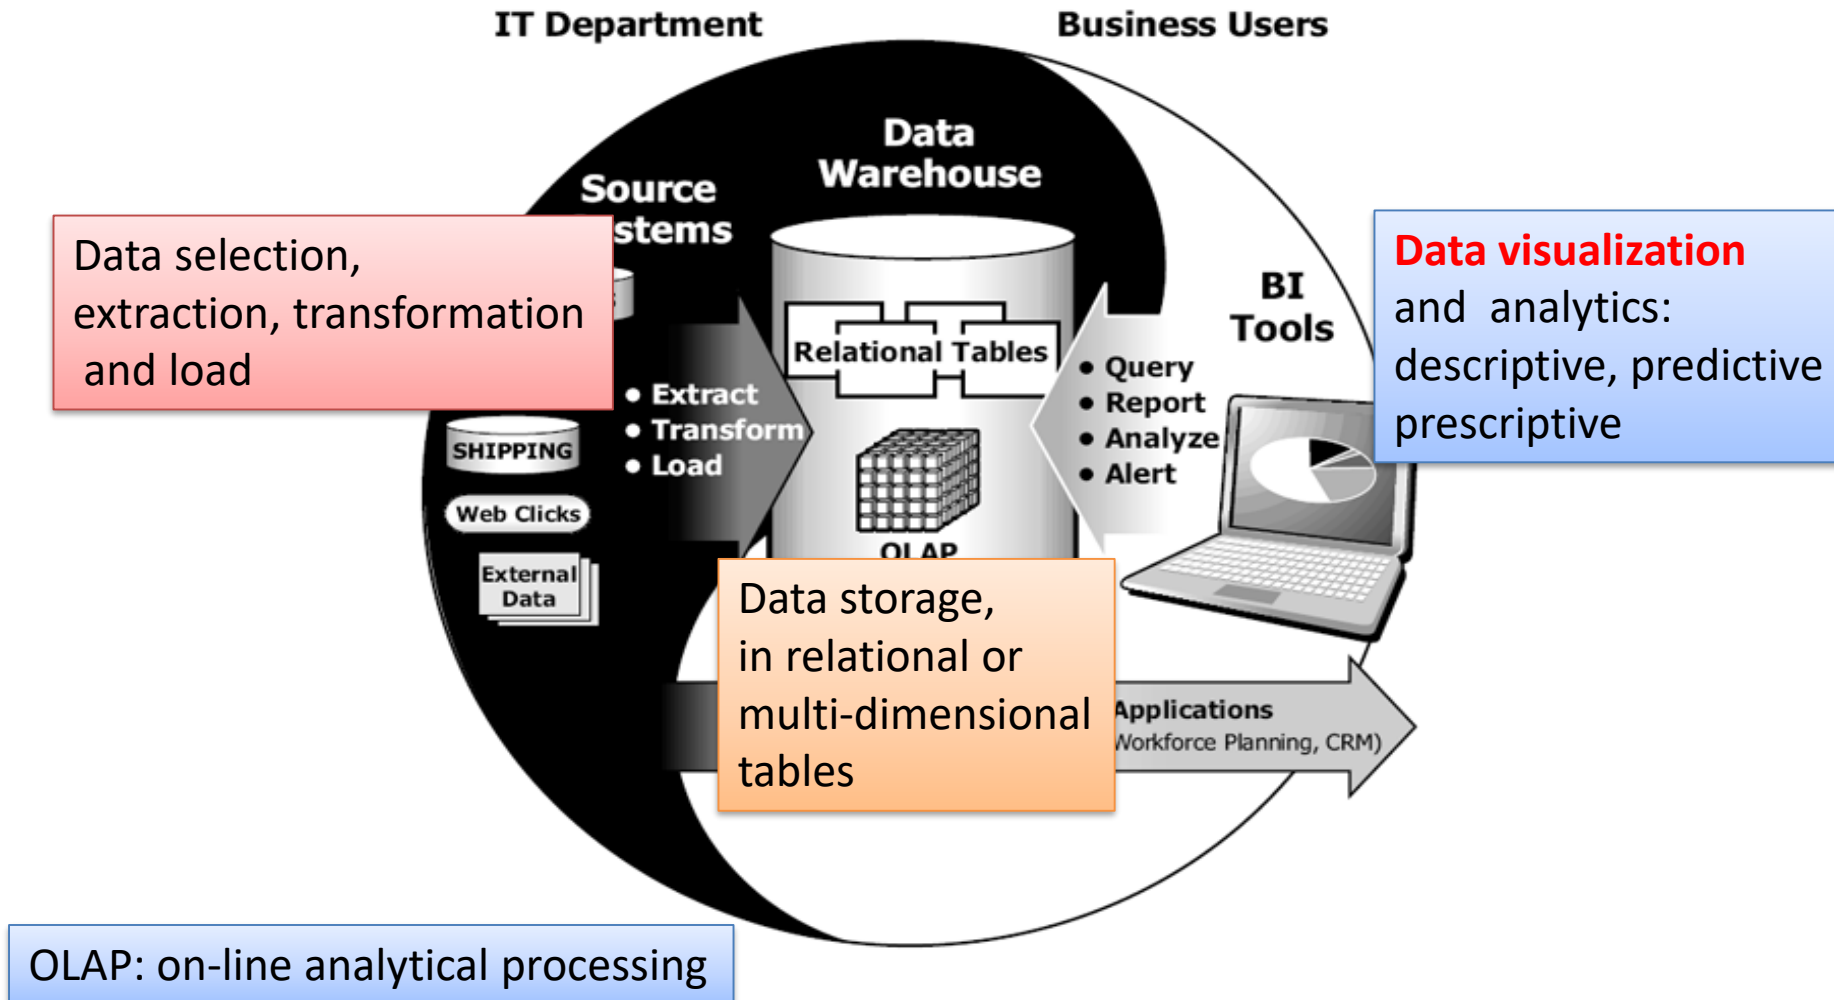 IT Department
Business Users
Data
Warehouse
Source
stems
Data selection,
extraction, transformation
and load
Data visualization
and analytics:
descriptive, predictive
prescriptive
BI
Tools
Relational Tables
• Extract
• Transform
• Load
• Query
• Report
• Analyze
• Alert
SHIPPING
Web Clicks
External
Data
OLAP
Data storage,
in relational or
multi-dimensional
tables
Applications
Workforce Planning, CRM)
OLAP: on-line analytical processing